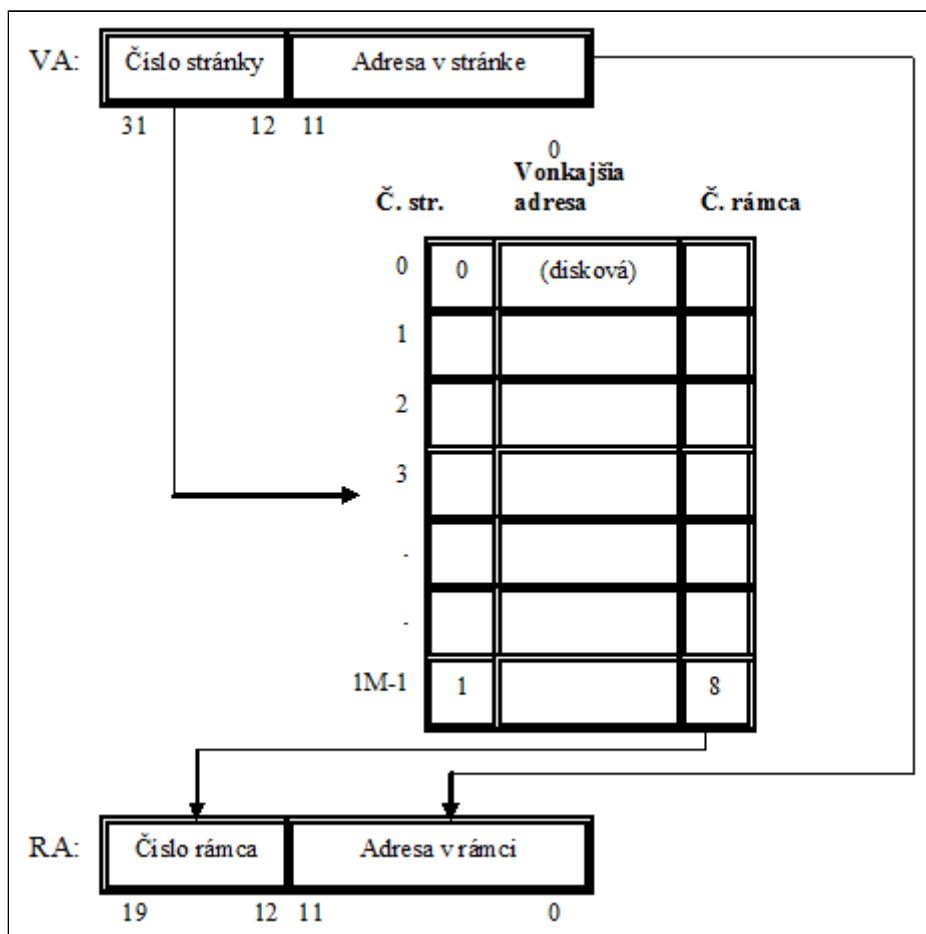 VA:
Číslo stránky
Adresa v stránke
31
12
11
0
Č. str.
Vonkajšia
adresa
Č. rámca
0
0
(disková)
1
2
3
-
-
1M-1
1
8
RA:
Číslo rámca
Adresa v rámci
19
12
11
0